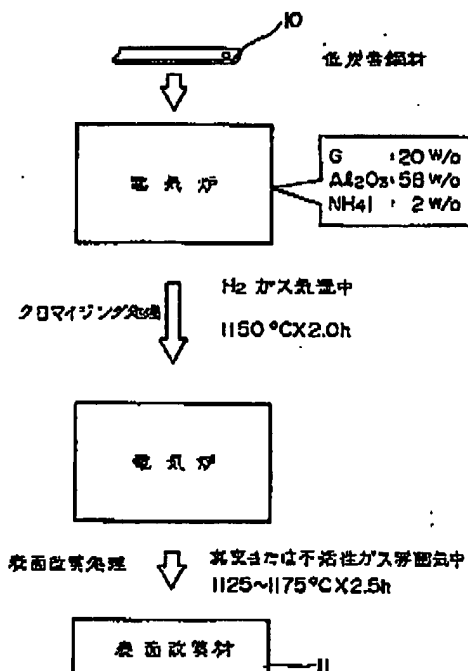 10
低炭香鋼材
電気炉
G : 20 W/o
Al2O3 : 58 W/o
NH4I : 2 W/o
H2 ガス気流中
クロマイジング処理
1150 °C X 2.0h
電気炉
表面改質処理
真空または不活性ガス雰囲気中
1125~1175°C X 2.5h
表面改質材
11